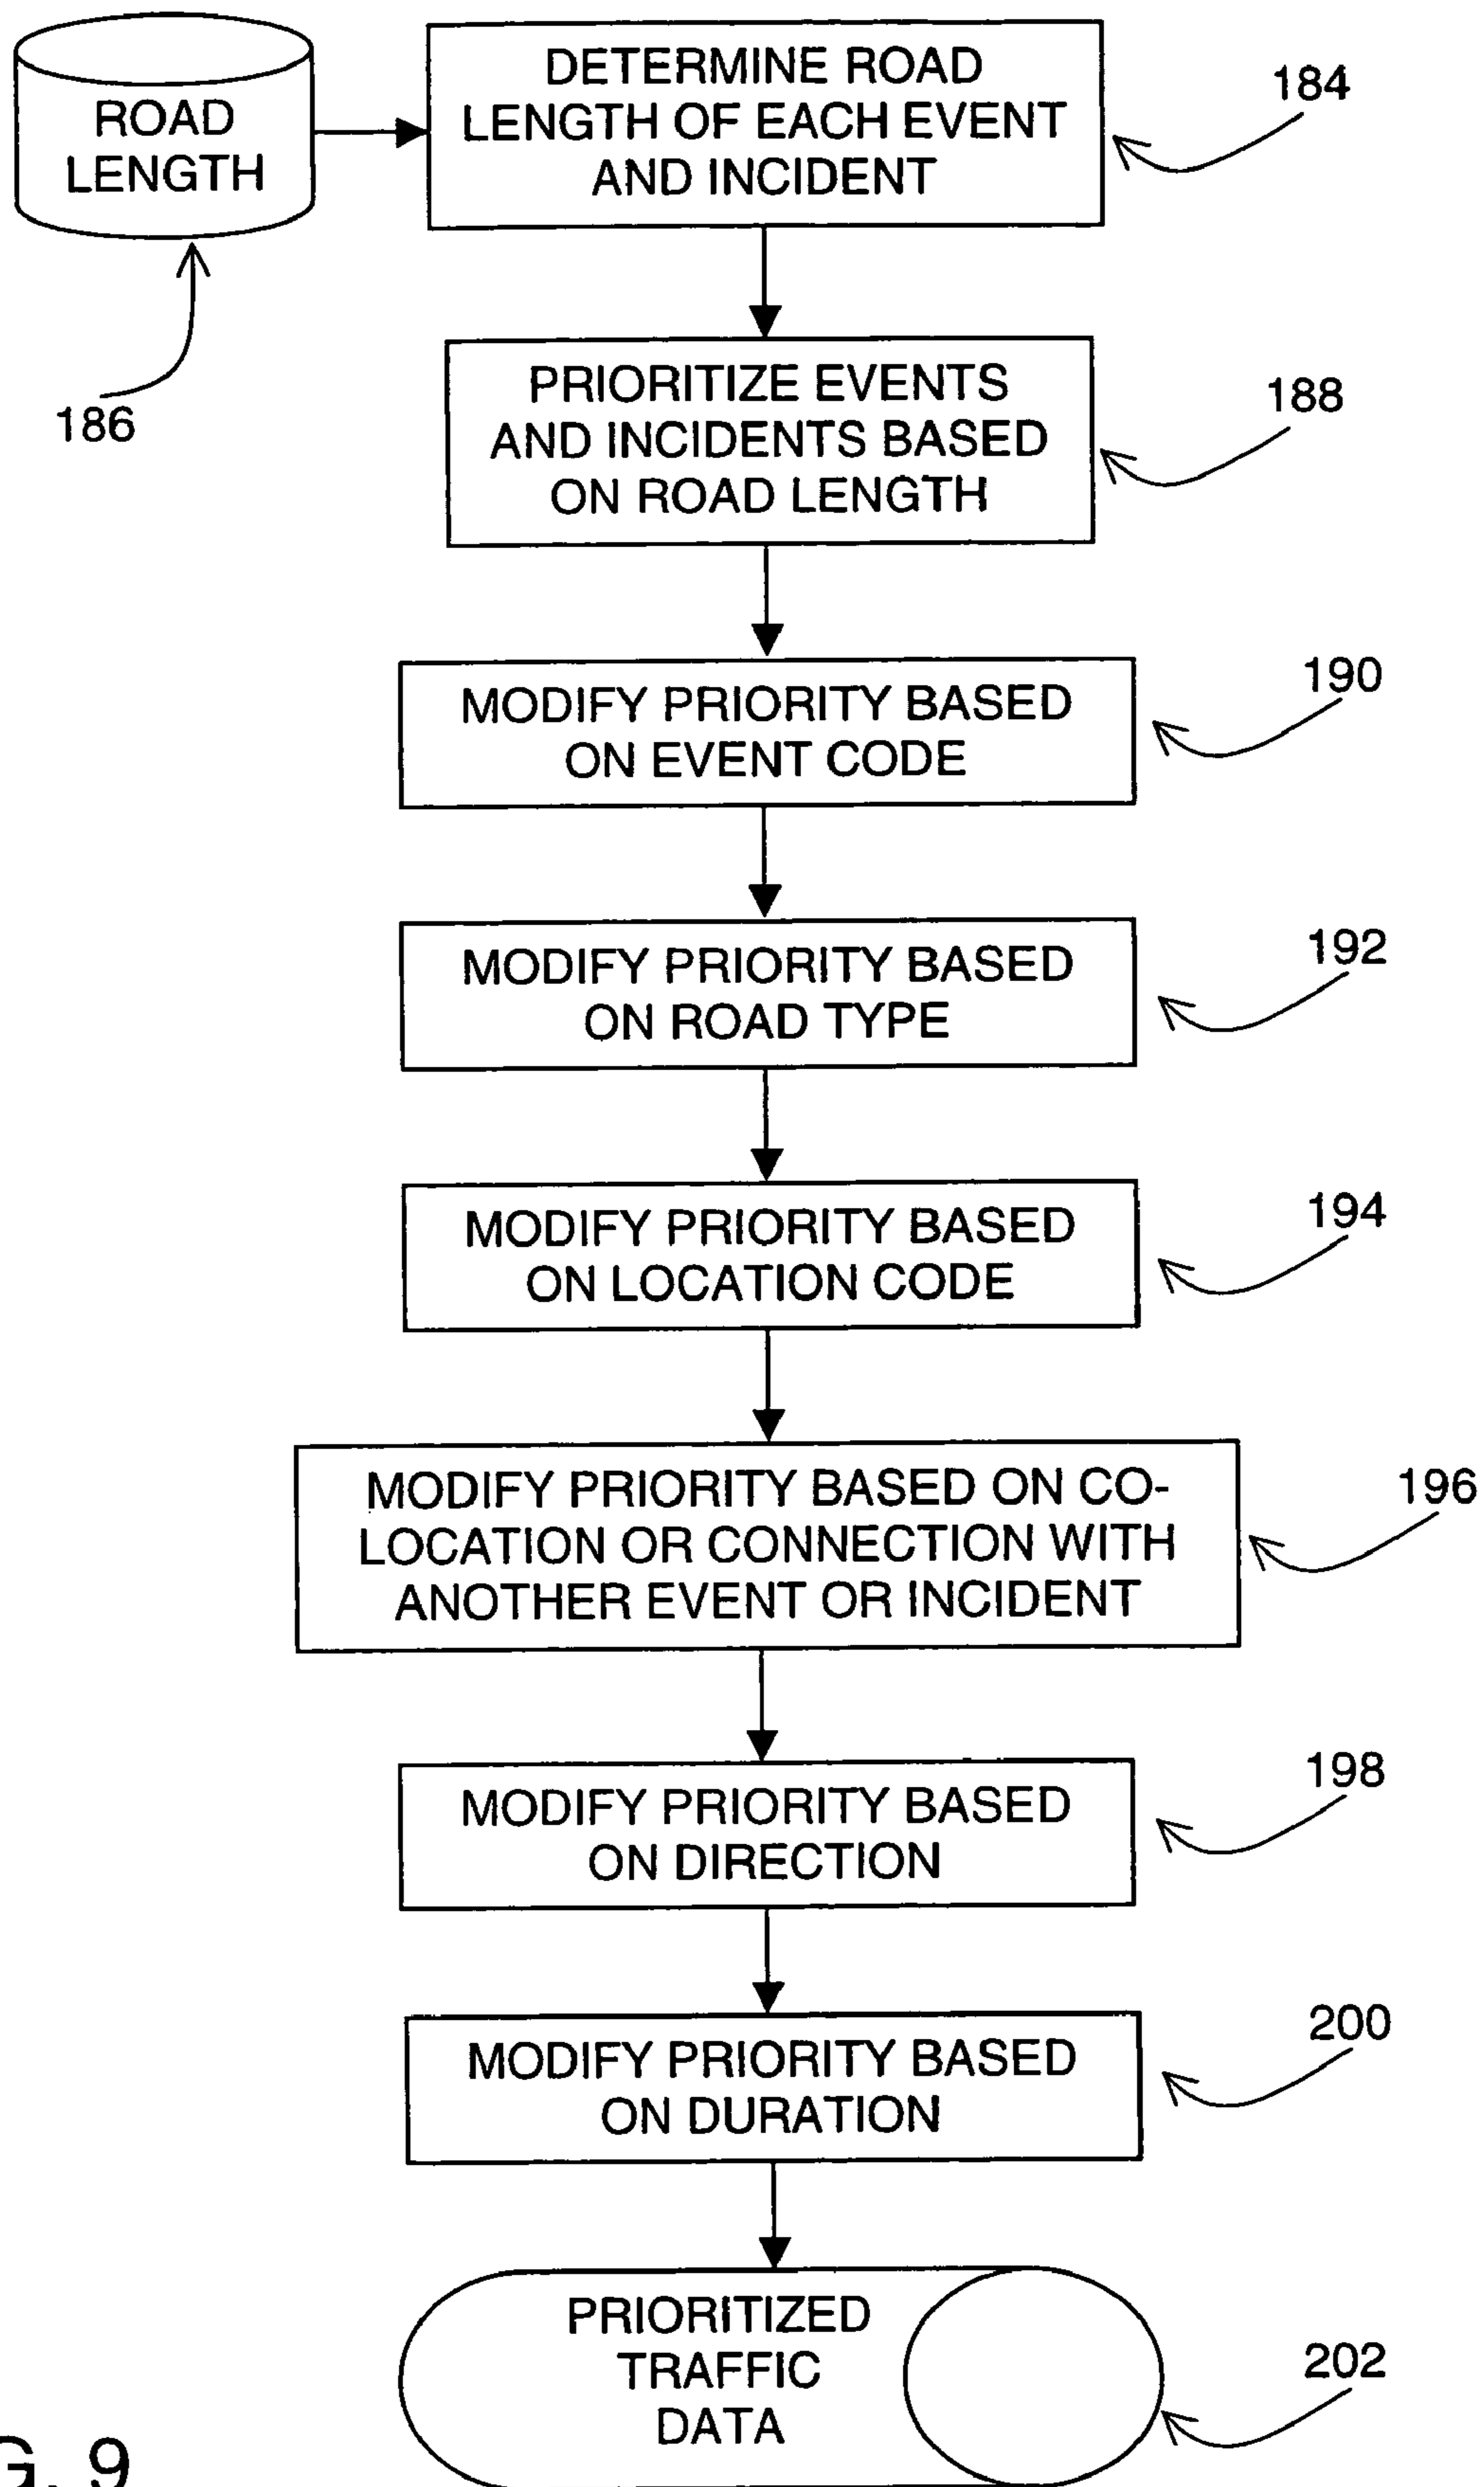 ROAD
LENGTH
DETERMINE ROAD
LENGTH OF EACH EVENT
AND INCIDENT
184
186
PRIORITIZE EVENTS
AND INCIDENTS BASED
ON ROAD LENGTH
188
MODIFY PRIORITY BASED
ON EVENT CODE
190
MODIFY PRIORITY BASED
ON ROAD TYPE
192
MODIFY PRIORITY BASED
ON LOCATION CODE
194
MODIFY PRIORITY BASED ON CO-
LOCATION OR CONNECTION WITH
ANOTHER EVENT OR INCIDENT
196
MODIFY PRIORITY BASED
ON DIRECTION
198
MODIFY PRIORITY BASED
ON DURATION
200
PRIORITIZED
TRAFFIC
DATA
202
G. 9